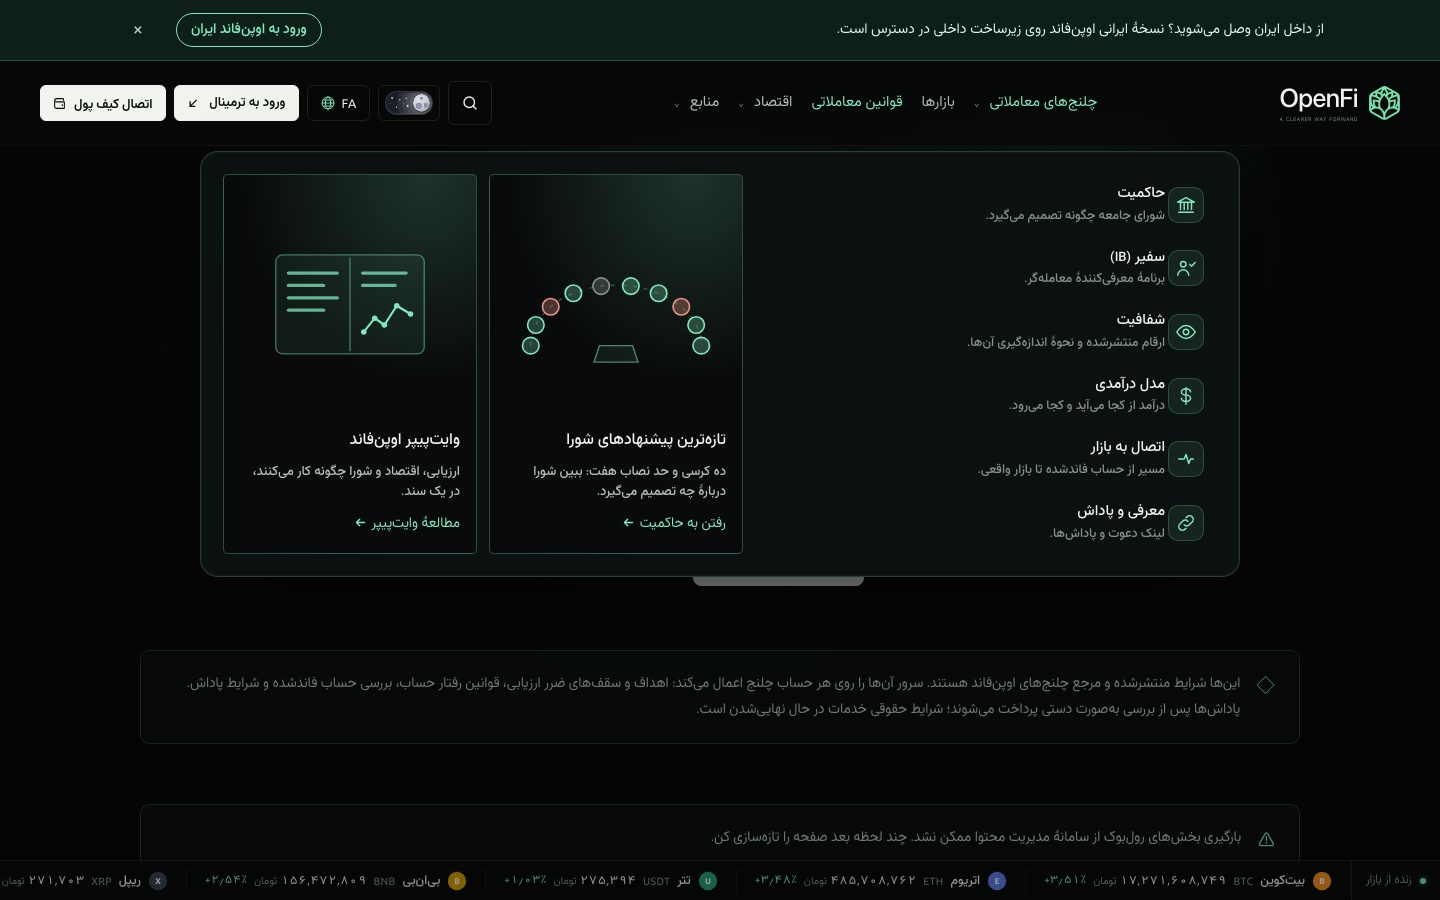 از داخل ایران وصل می‌شوید؟ نسخهٔ ایرانی اوپن‌فاند روی زیرساخت داخلی در دسترس است.
ورود به اوپن‌فاند ایران
OpenFi
A CLEARER WAY FORWARD
چلنج‌های معاملاتی
قوانین معاملاتی
بازارها
اقتصاد
منابع
FA
ورود به ترمینال
اتصال کیف پول
حاکمیت
شورای جامعه چگونه تصمیم می‌گیرد.
سفیر (IB)
برنامهٔ معرفی‌کنندهٔ معامله‌گر.
شفافیت
ارقام منتشرشده و نحوهٔ اندازه‌گیری آن‌ها.
مدل درآمدی
درآمد از کجا می‌آید و کجا می‌رود.
اتصال به بازار
مسیر از حساب فاندشده تا بازار واقعی.
معرفی و پاداش
لینک دعوت و پاداش‌ها.
تازه‌ترین پیشنهادهای شورا
ده کرسی و حد نصاب هفت: ببین شورا
دربارهٔ چه تصمیم می‌گیرد.
رفتن به حاکمیت ←
وایت‌پیپر اوپن‌فاند
ارزیابی، اقتصاد و شورا چگونه کار می‌کنند،
در یک سند.
مطالعهٔ وایت‌پیپر ←
این‌ها شرایط منتشرشده و مرجع چلنج‌های اوپن‌فاند هستند. سرور آن‌ها را روی هر حساب چلنج اعمال می‌کند: اهداف و سقف‌های ضرر ارزیابی، قوانین رفتار حساب، بررسی حساب فاندشده و شرایط پاداش.
پاداش‌ها پس از بررسی به‌صورت دستی پرداخت می‌شوند؛ شرایط حقوقی خدمات در حال نهایی‌شدن است.
بارگیری بخش‌های رول‌بوک از سامانهٔ مدیریت محتوا ممکن نشد. چند لحظه بعد صفحه را تازه‌سازی کن.
زنده از بازار
B بیت‌کوین BTC ۱۷,۲۷۱,۶۰۸,۷۴۹ تومان +۳٫۵۱٪
E اتریوم ETH ۴۸۵,۷۰۸,۷۶۲ تومان +۳٫۴۸٪
U تتر USDT ۲۷۵,۳۹۴ تومان +۱٫۰۳٪
B بی‌ان‌بی BNB ۱۵۶,۴۷۲,۸۰۹ تومان +۲٫۵۴٪
X ریپل XRP ۲۷۱,۷۰۳ تومان